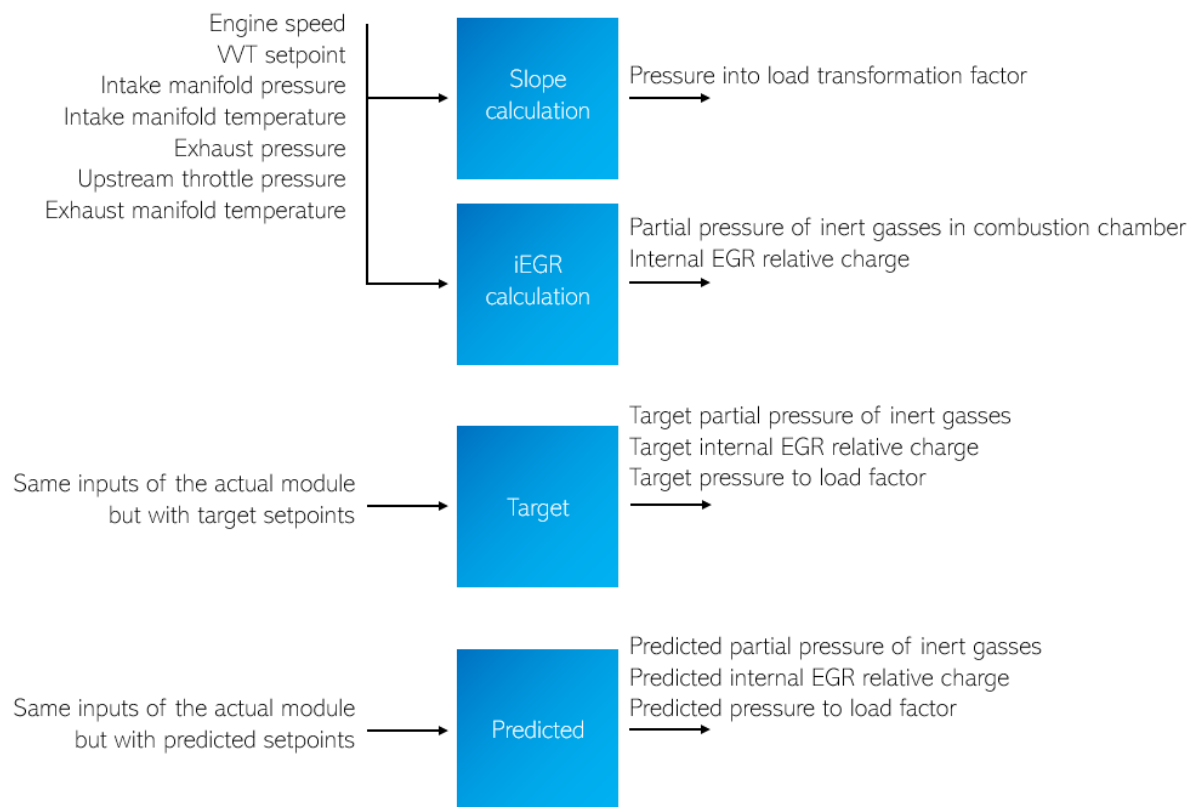 Engine speed
VVT setpoint
Intake manifold pressure
Intake manifold temperature
Exhaust pressure
Upstream throttle pressure
Exhaust manifold temperature
Slope
calculation
Pressure into load transformation factor
iEGR
calculation
Partial pressure of inert gasses in combustion chamber
Internal EGR relative charge
Same inputs of the actual module
but with target setpoints
Target
Target partial pressure of inert gasses
Target internal EGR relative charge
Target pressure to load factor
Same inputs of the actual module
but with predicted setpoints
Predicted
Predicted partial pressure of inert gasses
Predicted internal EGR relative charge
Predicted pressure to load factor